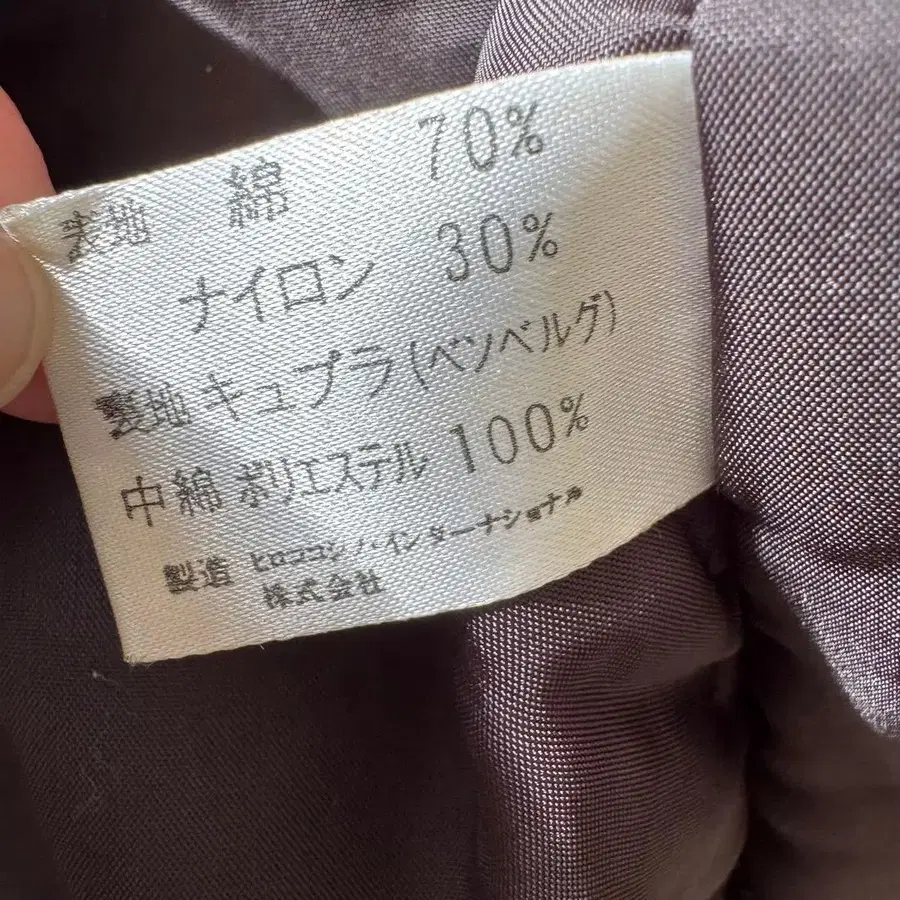 表地 綿 70%
ナイロン 30%
裏地 キュプラ(ベンベルグ)
中綿 ポリエステル 100%
製造 ヒロココシノ・インターナショナル
株式会社